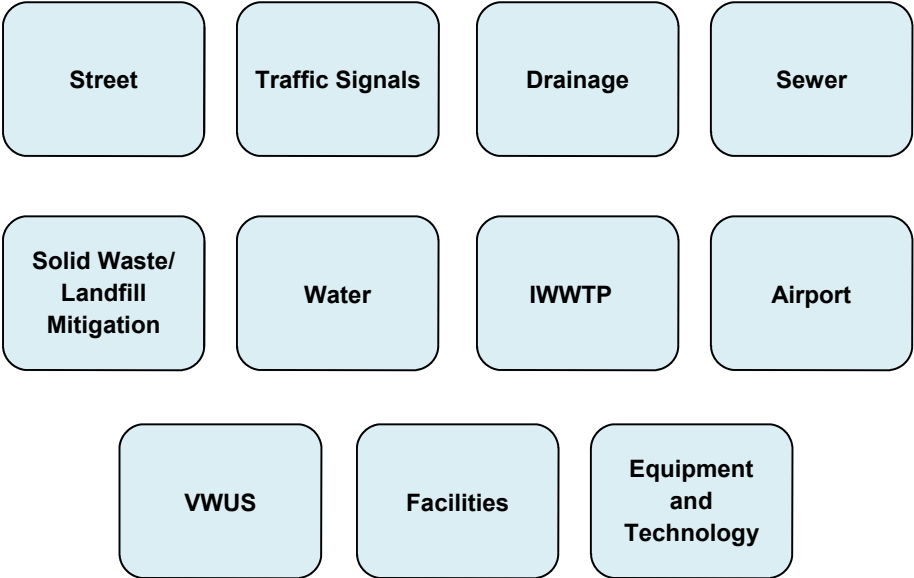 Street
Traffic Signals
Drainage
Sewer
Solid Waste/
Landfill
Mitigation
Water
IWWTP
Airport
VWUS
Facilities
Equipment
and
Technology